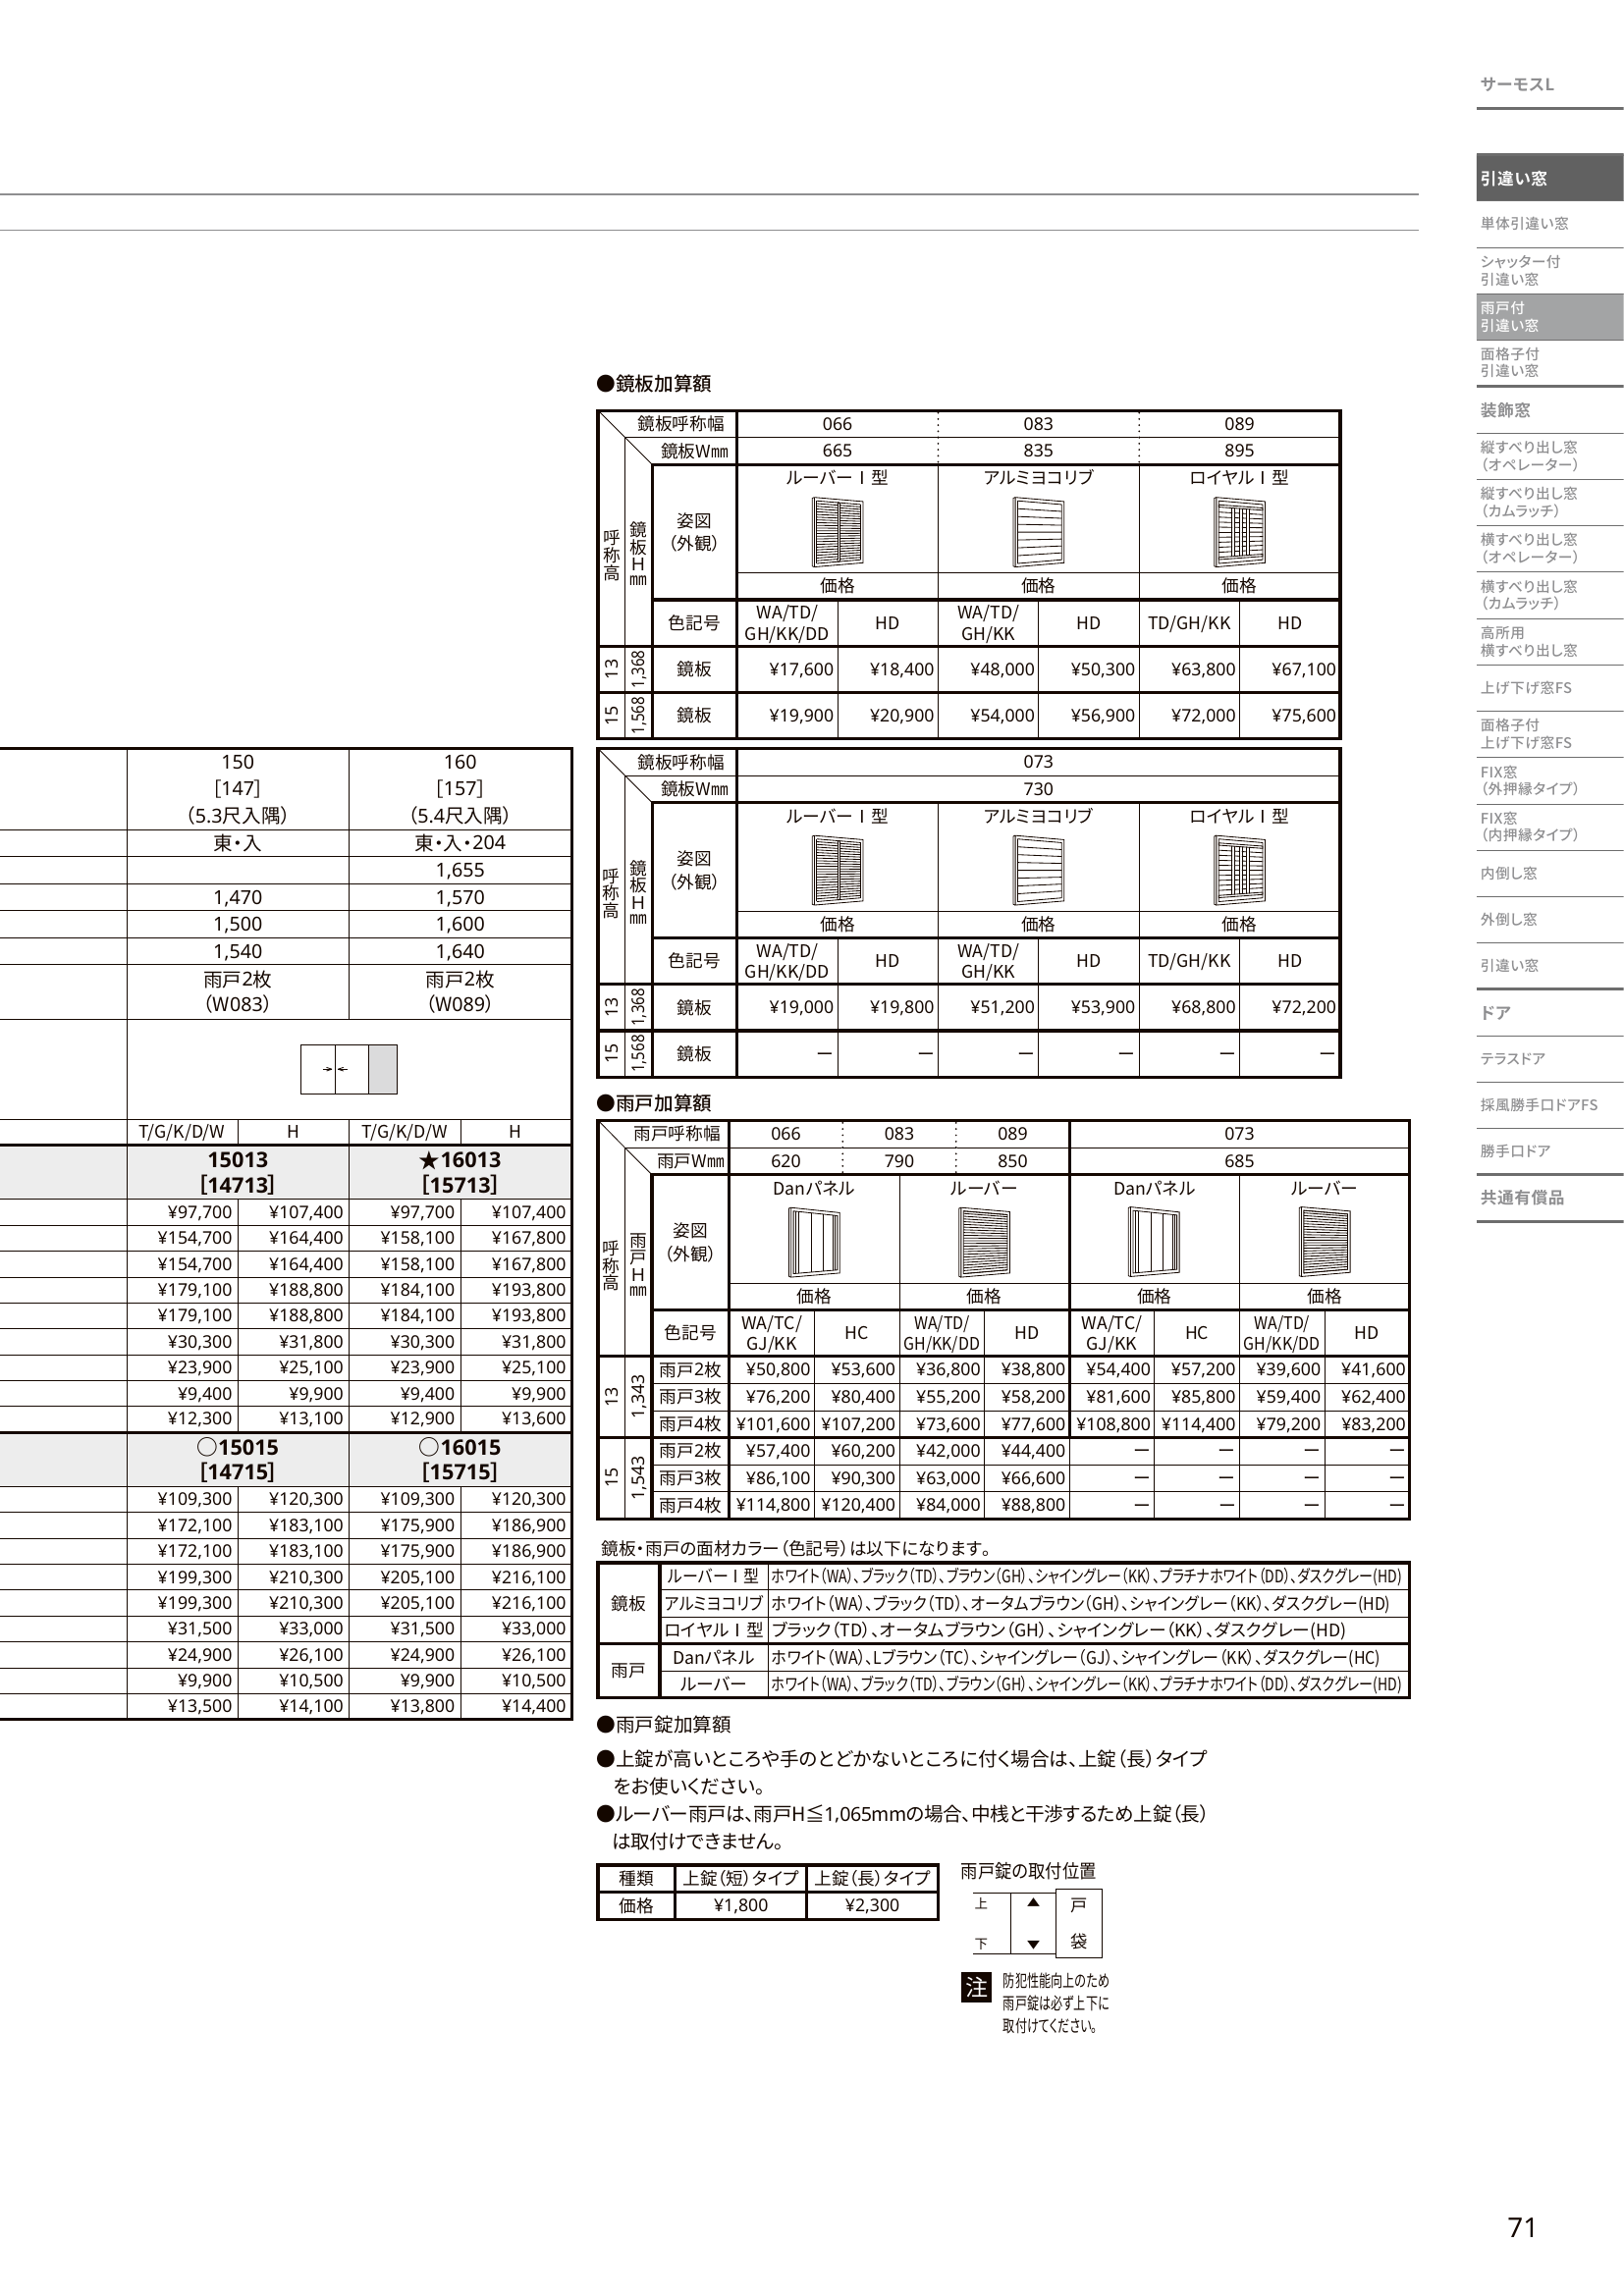 サーモスL
引違い窓
単体引違い窓
シャッター付
引違い窓
雨戸付
引違い窓
面格子付
引違い窓
装飾窓
縦すべり出し窓
（オペレーター）
縦すべり出し窓
（カムラッチ）
横すべり出し窓
（オペレーター）
横すべり出し窓
（カムラッチ）
高所用
横すべり出し窓
上げ下げ窓FS
面格子付
上げ下げ窓FS
FIX窓
（外押縁タイプ）
FIX窓
（内押縁タイプ）
内倒し窓
外倒し窓
引違い窓
ドア
テラスドア
採風勝手口ドアFS
勝手口ドア
共通有償品
150 160
［147］ ［157］
（5.3尺入隅） （5.4尺入隅）
東・入 東・入・204
1,655
1,470 1,570
1,500 1,600
1,540 1,640
雨戸2枚 雨戸2枚
（W083） （W089）
T/G/K/D/W H T/G/K/D/W H
15013 ★16013
［14713］ ［15713］
¥97,700 ¥107,400 ¥97,700 ¥107,400
¥154,700 ¥164,400 ¥158,100 ¥167,800
¥154,700 ¥164,400 ¥158,100 ¥167,800
¥179,100 ¥188,800 ¥184,100 ¥193,800
¥179,100 ¥188,800 ¥184,100 ¥193,800
¥30,300 ¥31,800 ¥30,300 ¥31,800
¥23,900 ¥25,100 ¥23,900 ¥25,100
¥9,400 ¥9,900 ¥9,400 ¥9,900
¥12,300 ¥13,100 ¥12,900 ¥13,600
○15015 ○16015
［14715］ ［15715］
¥109,300 ¥120,300 ¥109,300 ¥120,300
¥172,100 ¥183,100 ¥175,900 ¥186,900
¥172,100 ¥183,100 ¥175,900 ¥186,900
¥199,300 ¥210,300 ¥205,100 ¥216,100
¥199,300 ¥210,300 ¥205,100 ¥216,100
¥31,500 ¥33,000 ¥31,500 ¥33,000
¥24,900 ¥26,100 ¥24,900 ¥26,100
¥9,900 ¥10,500 ¥9,900 ¥10,500
¥13,500 ¥14,100 ¥13,800 ¥14,400
●鏡板加算額
鏡板呼称幅 066 083 089
鏡板W㎜ 665 835 895
呼称高 鏡板H㎜
姿図
（外観）
ルーバーⅠ型 アルミヨコリブ ロイヤルⅠ型
価格 価格 価格
色記号 WA/TD/GH/KK/DD HD WA/TD/GH/KK HD TD/GH/KK HD
13 1,368 鏡板 ¥17,600 ¥18,400 ¥48,000 ¥50,300 ¥63,800 ¥67,100
15 1,568 鏡板 ¥19,900 ¥20,900 ¥54,000 ¥56,900 ¥72,000 ¥75,600
鏡板呼称幅 073
鏡板W㎜ 730
呼称高 鏡板H㎜
姿図
（外観）
ルーバーⅠ型 アルミヨコリブ ロイヤルⅠ型
価格 価格 価格
色記号 WA/TD/GH/KK/DD HD WA/TD/GH/KK HD TD/GH/KK HD
13 1,368 鏡板 ¥19,000 ¥19,800 ¥51,200 ¥53,900 ¥68,800 ¥72,200
15 1,568 鏡板 ー ー ー ー ー ー
●雨戸加算額
雨戸呼称幅 066 083 089 073
雨戸W㎜ 620 790 850 685
呼称高 雨戸H㎜
姿図
（外観）
Danパネル ルーバー Danパネル ルーバー
価格 価格 価格 価格
色記号 WA/TC/GJ/KK HC WA/TD/GH/KK/DD HD WA/TC/GJ/KK HC WA/TD/GH/KK/DD HD
13 1,343
雨戸2枚 ¥50,800 ¥53,600 ¥36,800 ¥38,800 ¥54,400 ¥57,200 ¥39,600 ¥41,600
雨戸3枚 ¥76,200 ¥80,400 ¥55,200 ¥58,200 ¥81,600 ¥85,800 ¥59,400 ¥62,400
雨戸4枚 ¥101,600 ¥107,200 ¥73,600 ¥77,600 ¥108,800 ¥114,400 ¥79,200 ¥83,200
15 1,543
雨戸2枚 ¥57,400 ¥60,200 ¥42,000 ¥44,400 ー ー ー ー
雨戸3枚 ¥86,100 ¥90,300 ¥63,000 ¥66,600 ー ー ー ー
雨戸4枚 ¥114,800 ¥120,400 ¥84,000 ¥88,800 ー ー ー ー
鏡板・雨戸の面材カラー（色記号）は以下になります。
鏡板
ルーバーⅠ型 ホワイト（WA）、ブラック（TD）、ブラウン（GH）、シャイングレー（KK）、プラチナホワイト（DD）、ダスクグレー(HD)
アルミヨコリブ ホワイト（WA）、ブラック（TD）、オータムブラウン（GH）、シャイングレー（KK）、ダスクグレー(HD)
ロイヤルⅠ型 ブラック（TD）、オータムブラウン（GH）、シャイングレー（KK）、ダスクグレー(HD)
雨戸
Danパネル ホワイト（WA）、Lブラウン（TC）、シャイングレー（GJ）、シャイングレー（KK）、ダスクグレー(HC)
ルーバー ホワイト（WA）、ブラック（TD）、ブラウン（GH）、シャイングレー（KK）、プラチナホワイト（DD）、ダスクグレー(HD)
●雨戸錠加算額
●上錠が高いところや手のとどかないところに付く場合は、上錠（長）タイプ
をお使いください。
●ルーバー雨戸は、雨戸H≦1,065mmの場合、中桟と干渉するため上錠（長）
は取付けできません。
種類 上錠（短）タイプ 上錠（長）タイプ
価格 ¥1,800 ¥2,300
雨戸錠の取付位置
上 ▲ 戸
下 ▼ 袋
注 防犯性能向上のため
雨戸錠は必ず上下に
取付けてください。
71